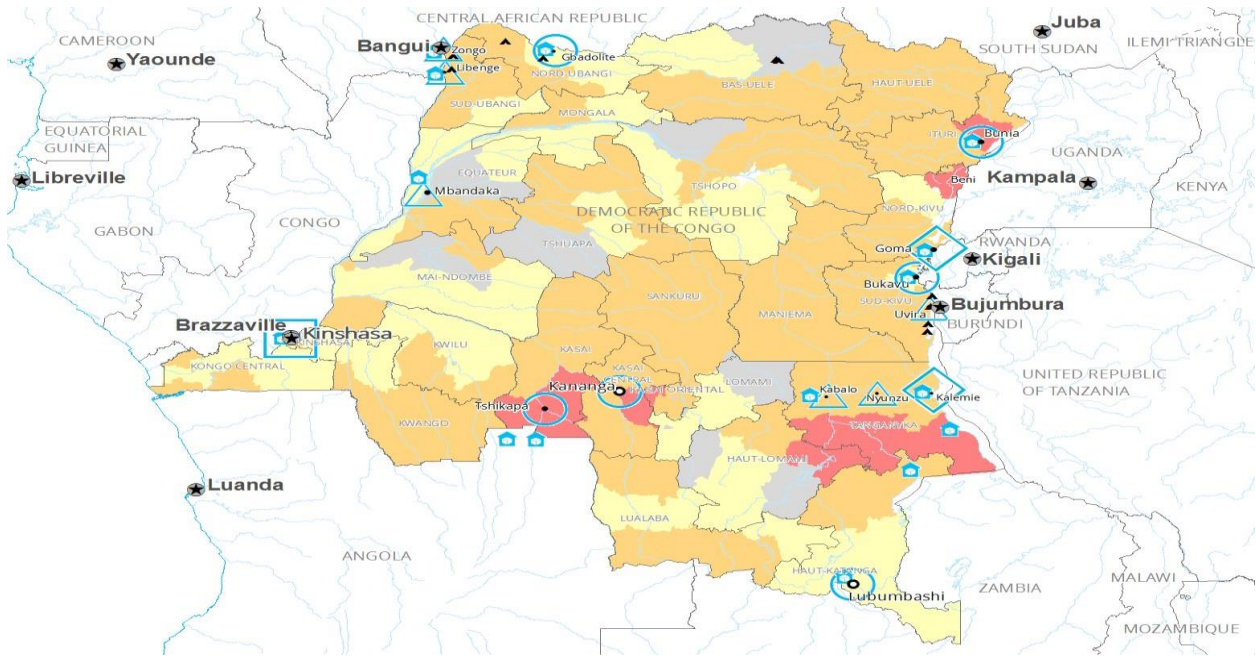 CENTRAL AFRICAN REPUBLIC
Juba
CAMEROON
Yaounde
Bangui
Zongo
Libenge
Gbadolite
NORD-UBANGI
SOUTH SUDAN
ILEMI TRIANGLE
BAS-UELE
HAUT-UELE
SUD-UBANGI
MONGALA
EQUATORIAL
GUINEA
Libreville
ITURI
Bunia
UGANDA
Kampala
KENYA
EQUATEUR
Mbandaka
TSHOPO
Beni
GABON
CONGO
DEMOCRATIC REPUBLIC
OF THE CONGO
NORD-KIVU
TSHUAPA
Goma
RWANDA
Kigali
MAI-NDOMBE
SANKURU
MANIEMA
Bukavu
SUD-KIVU
Uvira
Bujumbura
BURUNDI
Brazzaville
Kinshasa
KINSHASA
KONGO CENTRAL
KWILU
KASAI
KASAI
CENTRAL
ORIENTAL
LOMAMI
Kananga
Tshikapa
KWANGO
Kabalo
Nyunzu
Kalemie
TANGANYIKA
UNITED REPUBLIC
OF TANZANIA
HAUT-LOMAMI
Luanda
LUALABA
ANGOLA
HAUT-KATANGA
Lubumbashi
ZAMBIA
MALAWI
MOZAMBIQUE